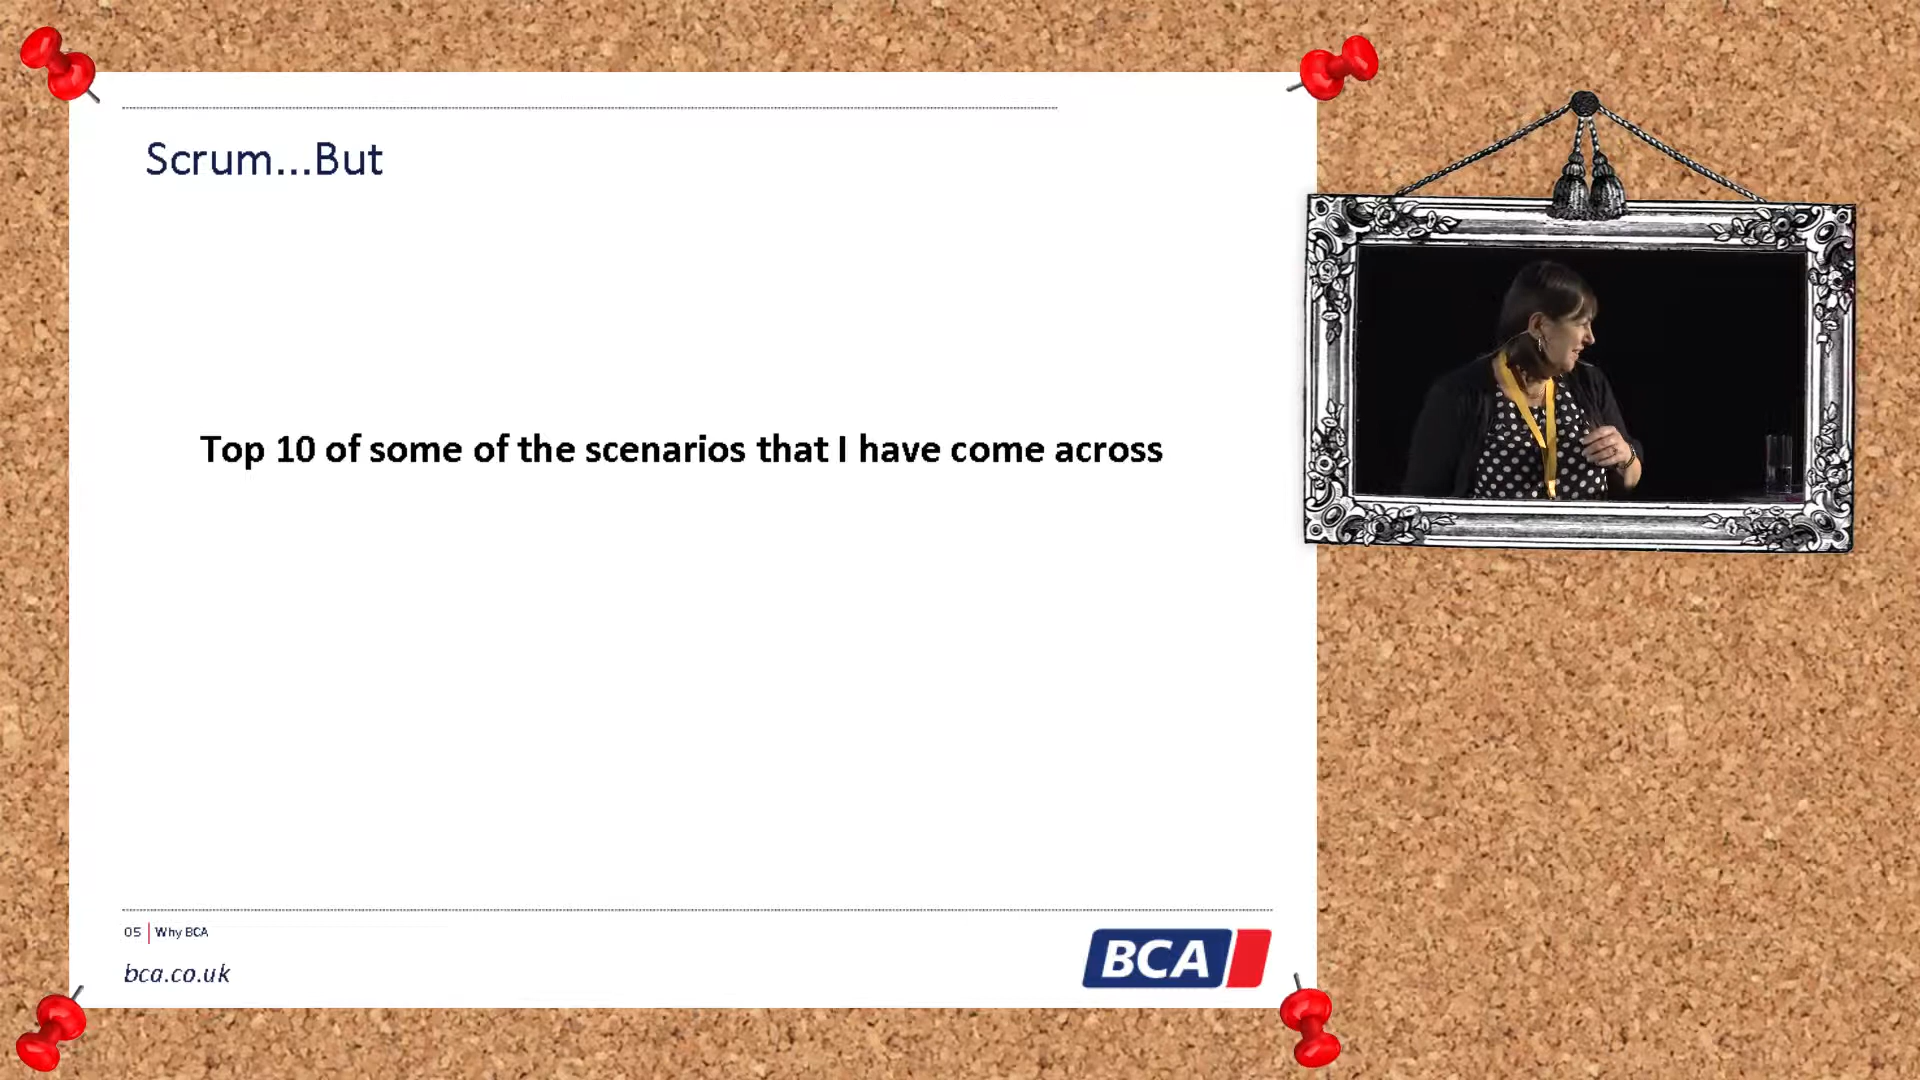 Scrum...But
Top 10 of some of the scenarios that I have come across
05 | Why BCA
bca.co.uk
BCA